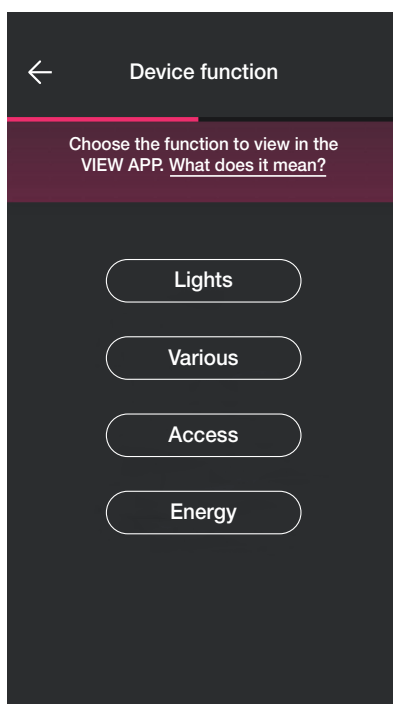 Device function
Choose the function to view in the
VIEW APP. What does it mean?
Lights
Various
Access
Energy